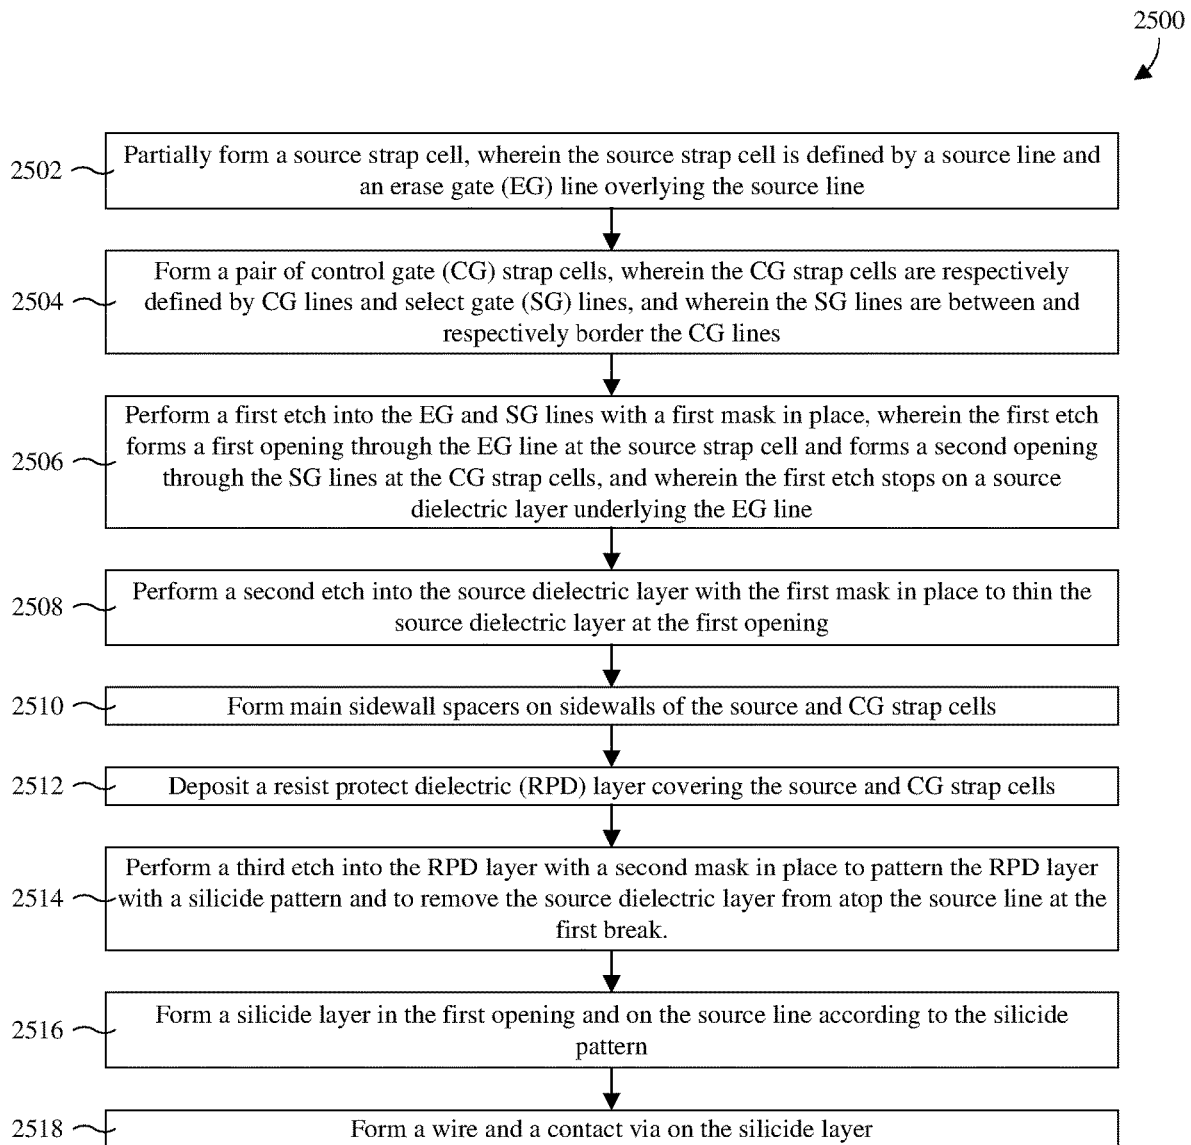 2500
2502
Partially form a source strap cell, wherein the source strap cell is defined by a source line and
an erase gate (EG) line overlying the source line
2504
Form a pair of control gate (CG) strap cells, wherein the CG strap cells are respectively
defined by CG lines and select gate (SG) lines, and wherein the SG lines are between and
respectively border the CG lines
2506
Perform a first etch into the EG and SG lines with a first mask in place, wherein the first etch
forms a first opening through the EG line at the source strap cell and forms a second opening
through the SG lines at the CG strap cells, and wherein the first etch stops on a source
dielectric layer underlying the EG line
2508
Perform a second etch into the source dielectric layer with the first mask in place to thin the
source dielectric layer at the first opening
2510
Form main sidewall spacers on sidewalls of the source and CG strap cells
2512
Deposit a resist protect dielectric (RPD) layer covering the source and CG strap cells
2514
Perform a third etch into the RPD layer with a second mask in place to pattern the RPD layer
with a silicide pattern and to remove the source dielectric layer from atop the source line at the
first break.
2516
Form a silicide layer in the first opening and on the source line according to the silicide
pattern
2518
Form a wire and a contact via on the silicide layer